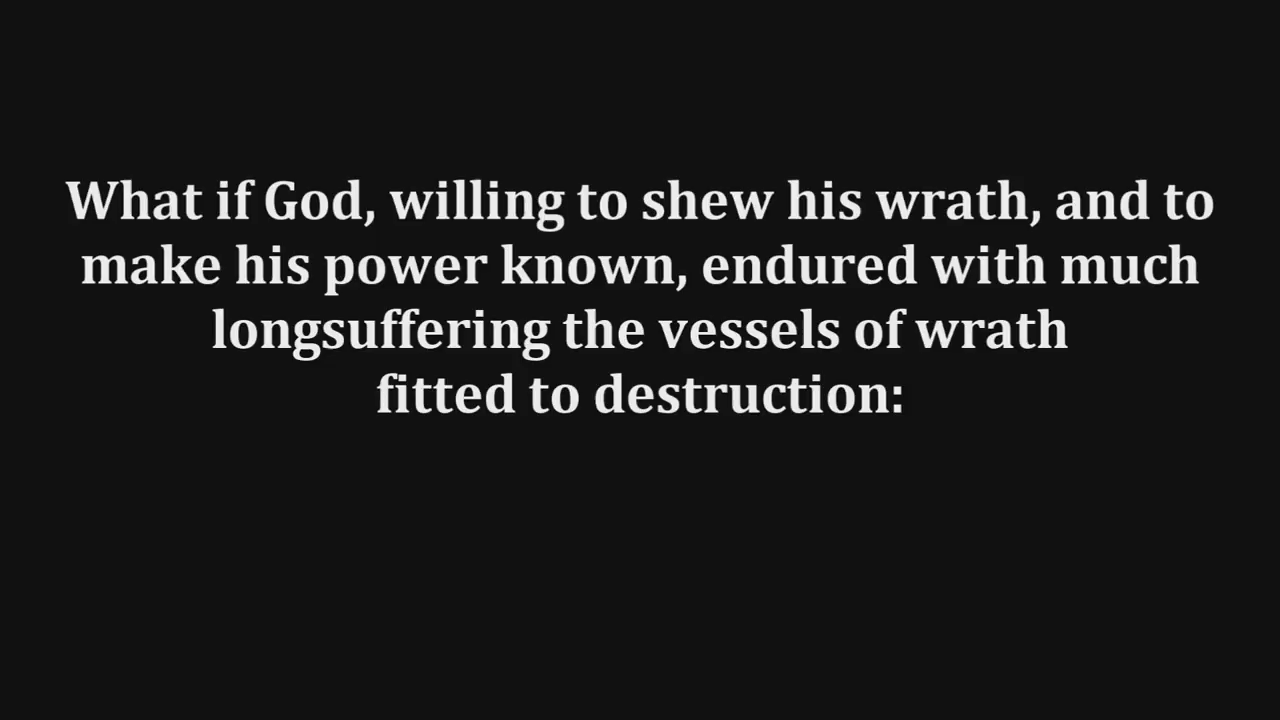 What if God, willing to shew his wrath, and to
make his power known, endured with much
longsuffering the vessels of wrath
fitted to destruction: